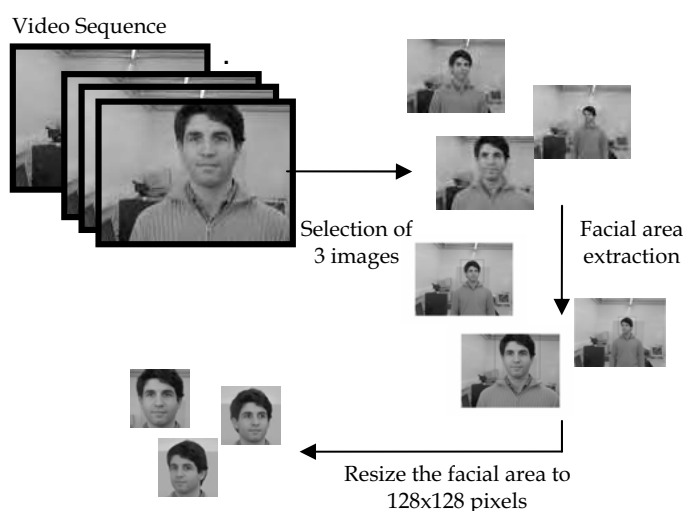 Video Sequence
Selection of
3 images
Facial area
extraction
Resize the facial area to
128x128 pixels